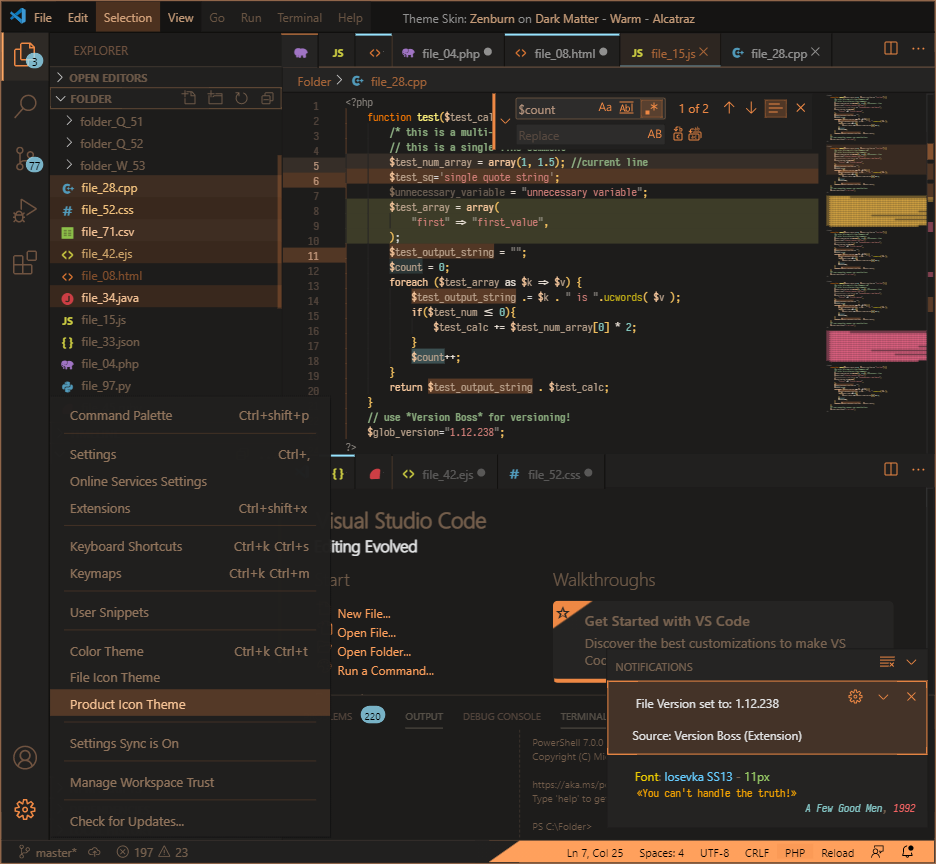 File Edit Selection View Go Run Terminal Help Theme Skin: Zenburn on Dark Matter - Warm - Alcatraz
3
77
EXPLORER
OPEN EDITORS
FOLDER
folder_Q_51
folder_Q_52
folder_W_53
file_28.cpp
file_52.css
file_71.csv
file_42.ejs
file_08.html
file_34.java
JS file_15.js
{} file_33.json
file_04.php
file_97.py
JS <> file_04.php <> file_08.html JS file_15.js file_28.cpp
Folder > file_28.cpp
$count Aa Abl .* 1 of 2
Replace AB
1 <?php
2 function test($test_cal
3 /* this is a multi-
4 // this is a single
5 $test_num_array = array(1, 1.5); //current line
6 $test_sq='single quote string';
7 $unnecessary_variable = "unnecessary variable";
8 $test_array = array(
9 "first" => "first_value",
10 );
11 $test_output_string = "";
12 $count = 0;
13 foreach ($test_array as $k => $v) {
14 $test_output_string .= $k . " is ".ucwords( $v );
15 if($test_num ≤ 0){
16 $test_calc += $test_num_array[0] * 2;
17 }
18 $count++;
19 }
20 return $test_output_string . $test_calc;
}
// use *Version Boss* for versioning!
$glob_version="1.12.238";
?>
Command Palette Ctrl+shift+p
Settings Ctrl+,
Online Services Settings
Extensions Ctrl+shift+x
Keyboard Shortcuts Ctrl+k Ctrl+s
Keymaps Ctrl+k Ctrl+m
User Snippets
Color Theme Ctrl+k Ctrl+t
File Icon Theme
Product Icon Theme
Settings Sync is On
Manage Workspace Trust
Check for Updates...
{} <> file_42.ejs # file_52.css
isual Studio Code
iting Evolved
art
New File...
Open File...
Open Folder...
Run a Command...
Walkthroughs
Get Started with VS Code
Discover the best customizations to make VS
Coc
LEMS 220 OUTPUT DEBUG CONSOLE TERMINAL
PowerShell 7.0.0
Copyright (C) Mi
https://aka.ms/p
Type 'help' to ge
PS C:\Folder>
NOTIFICATIONS
File Version set to: 1.12.238
Source: Version Boss (Extension)
Font: Iosevka SS13 - 11px
«You can't handle the truth!»
A Few Good Men, 1992
master* 197 23 Ln 7, Col 25 Spaces: 4 UTF-8 CRLF PHP Reload